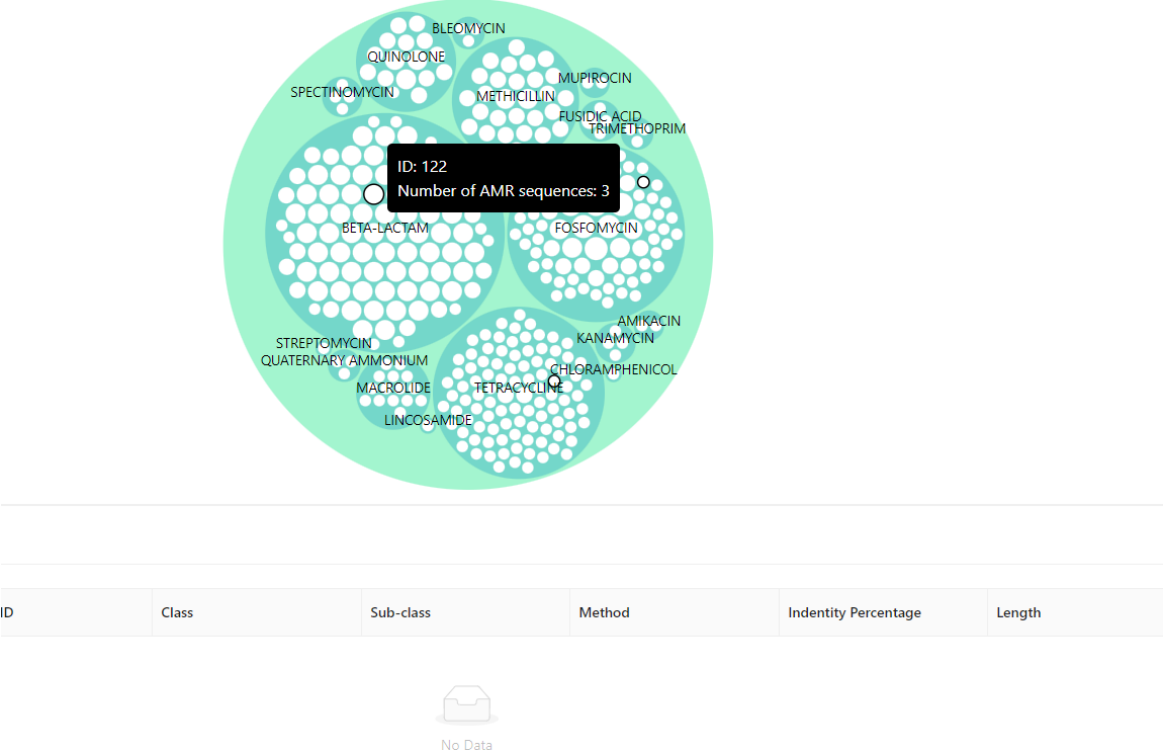 BLEOMYCIN
QUINOLONE
MUPIROCIN
SPECTINOMYCIN
METHICILLIN
FUSIDIC ACID
TRIMETHOPRIM
ID: 122
Number of AMR sequences: 3
BETA-LACTAM
FOSFOMYCIN
AMIKACIN
KANAMYCIN
STREPTOMYCIN
QUATERNARY AMMONIUM
CHLORAMPHENICOL
MACROLIDE
TETRACYCLINE
LINCOSAMIDE
ID
Class
Sub-class
Method
Indentity Percentage
Length
No Data